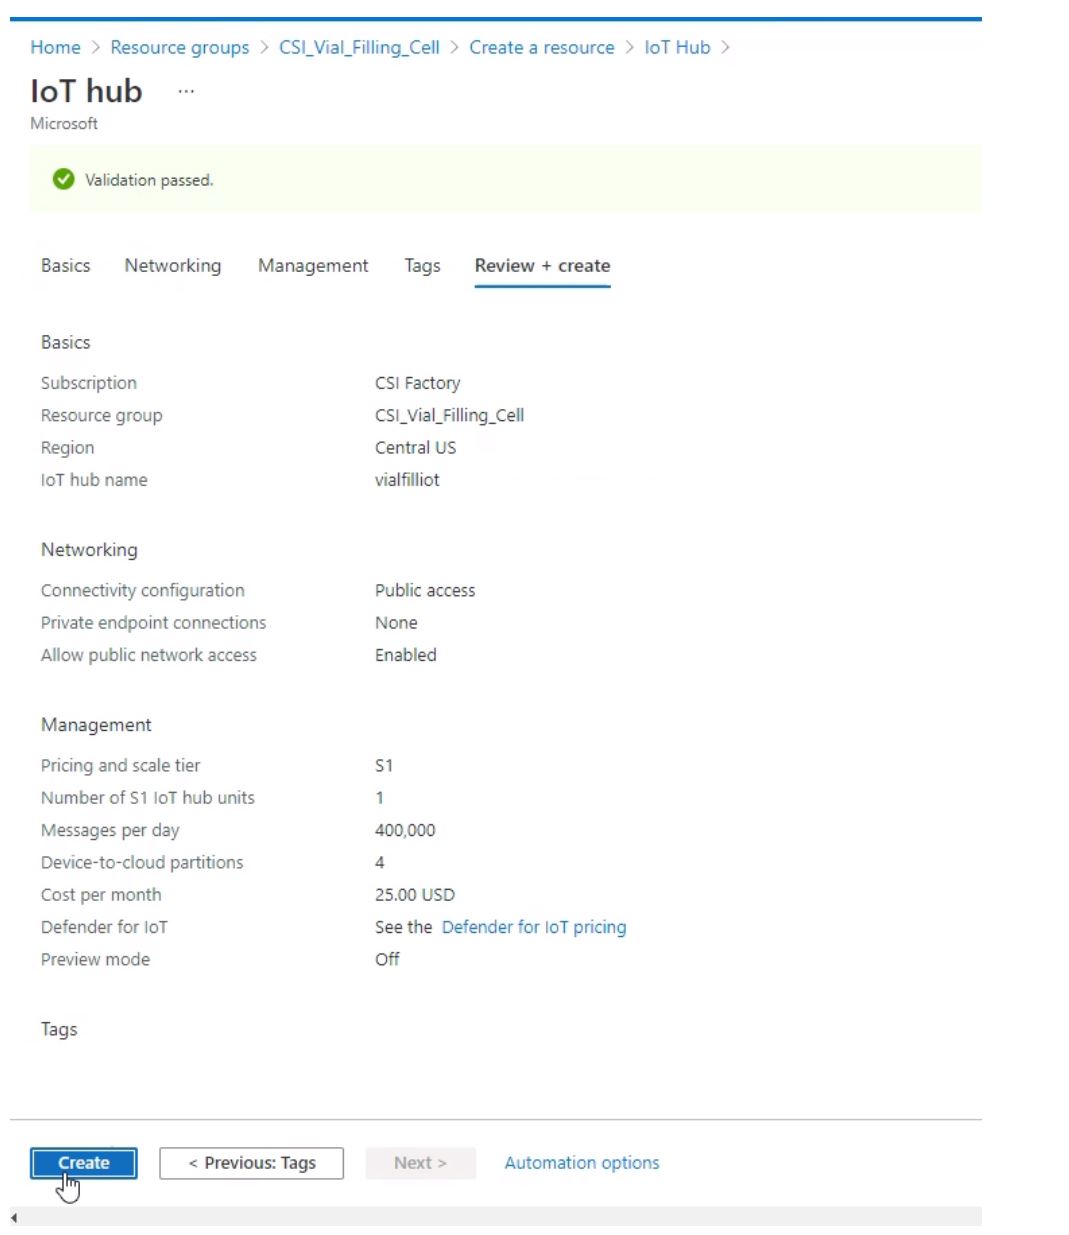 Home > Resource groups > CSI_Vial_Filling_Cell > Create a resource > IoT Hub >
IoT hub ...
Microsoft
Validation passed.
Basics Networking Management Tags Review + create
Basics
Subscription CSI Factory
Resource group CSI_Vial_Filling_Cell
Region Central US
IoT hub name vialfilliot
Networking
Connectivity configuration Public access
Private endpoint connections None
Allow public network access Enabled
Management
Pricing and scale tier S1
Number of S1 IoT hub units 1
Messages per day 400,000
Device-to-cloud partitions 4
Cost per month 25.00 USD
Defender for IoT See the Defender for IoT pricing
Preview mode Off
Tags
Create < Previous: Tags Next > Automation options